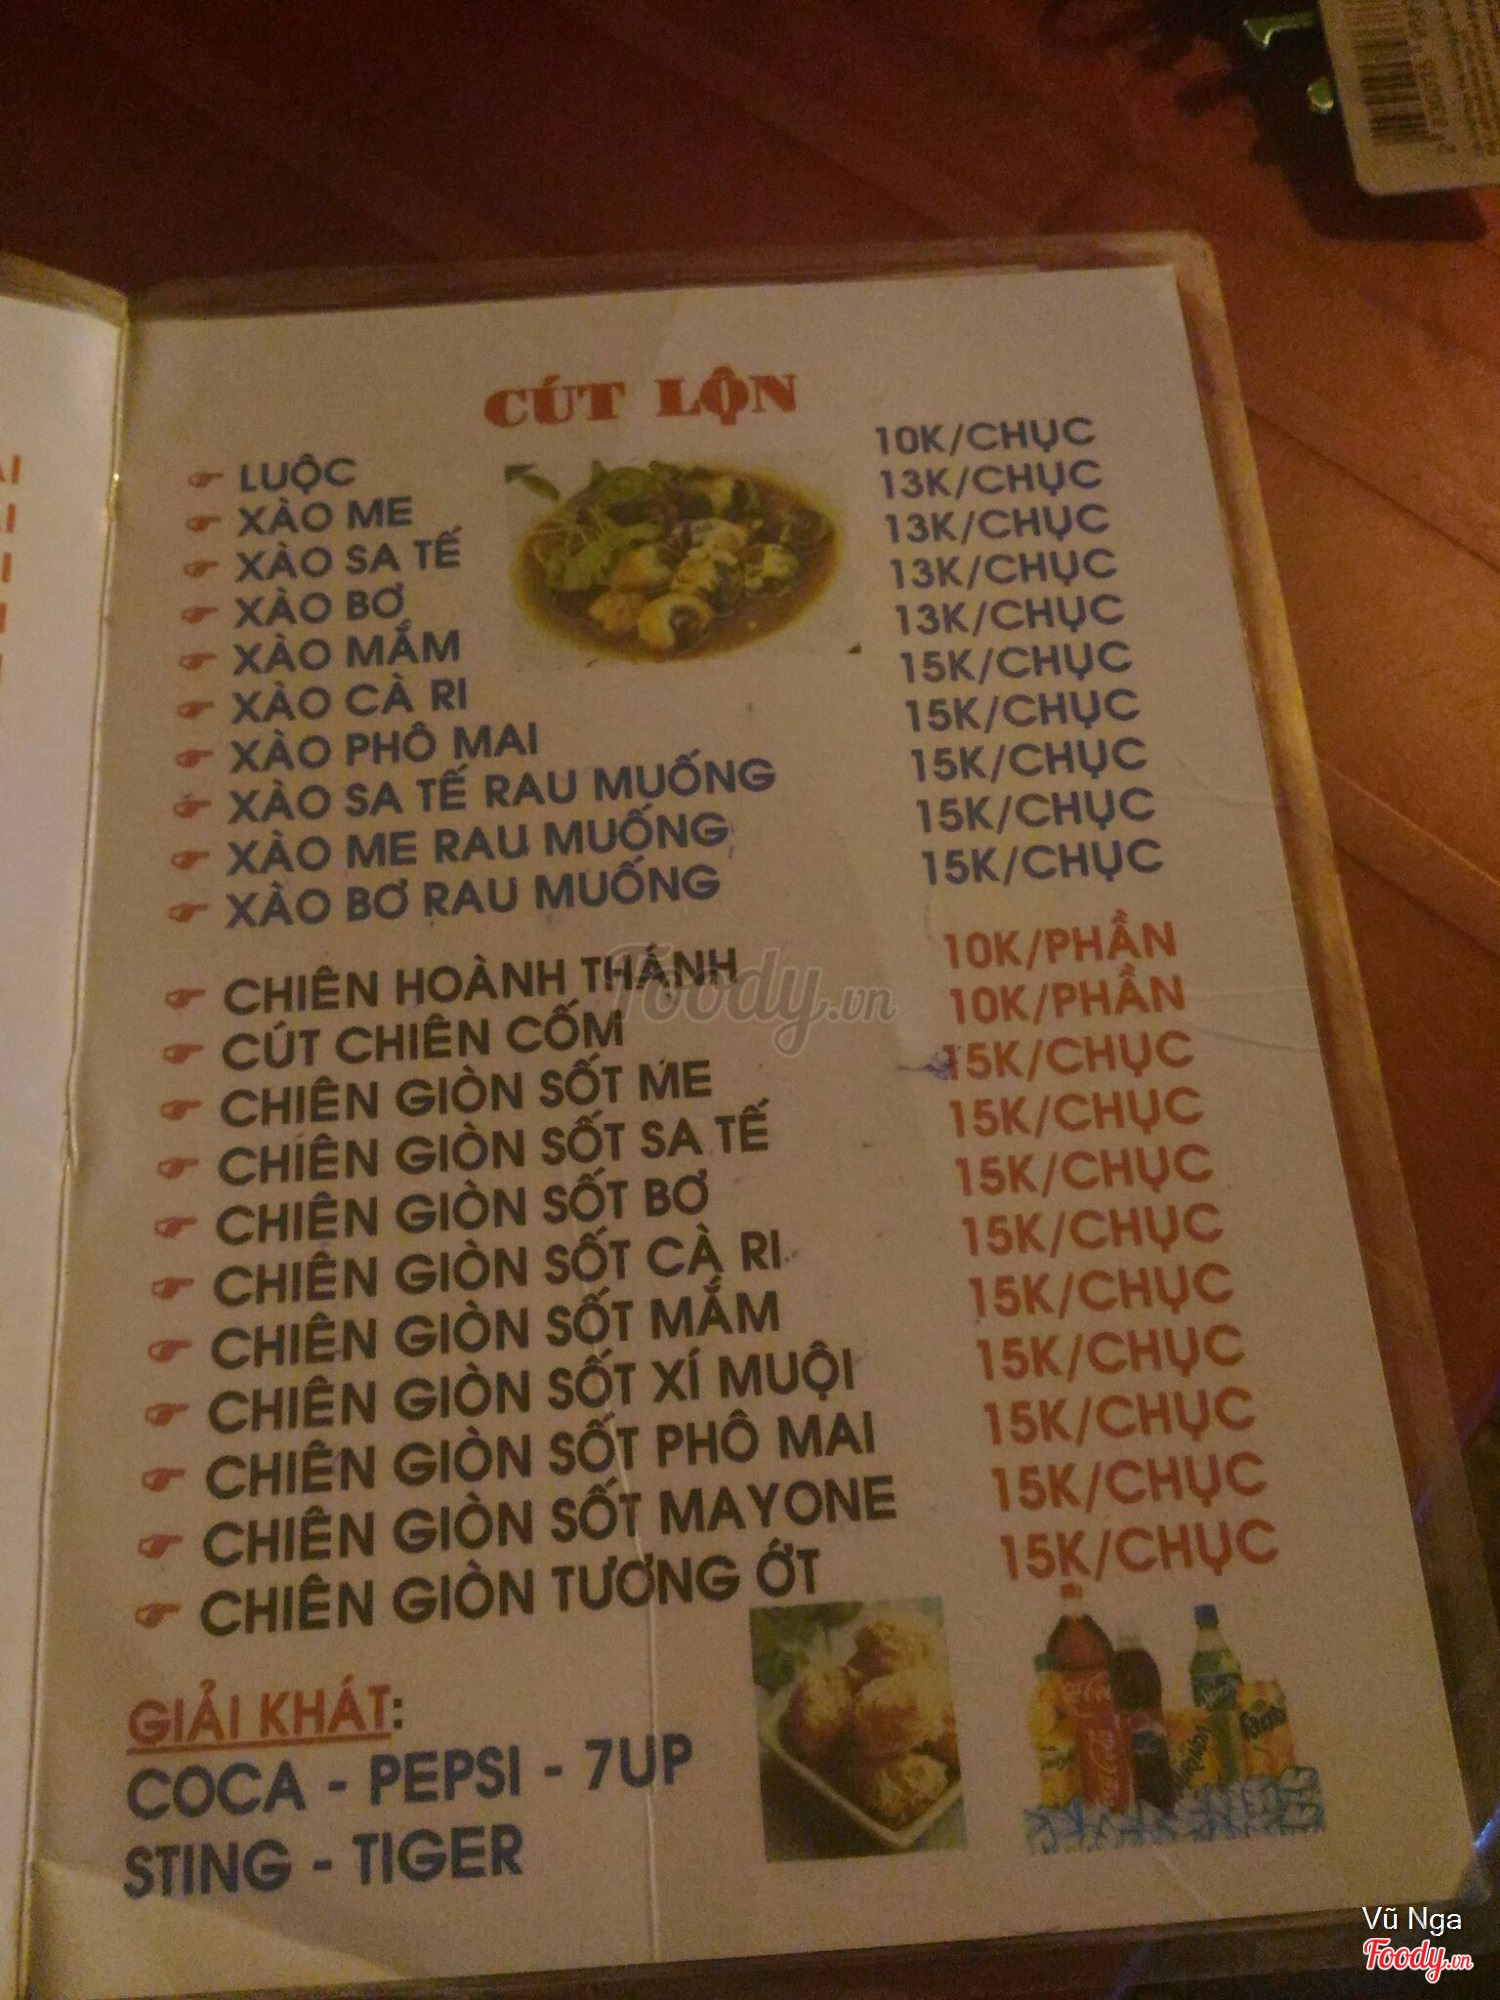 CÚT LỘN
LUỘC 10K/CHỤC
XÀO ME 13K/CHỤC
XÀO SA TẾ 13K/CHỤC
XÀO BƠ 13K/CHỤC
XÀO MẮM 13K/CHỤC
XÀO CÀ RI 15K/CHỤC
XÀO PHÔ MAI 15K/CHỤC
XÀO SA TẾ RAU MUỐNG 15K/CHỤC
XÀO ME RAU MUỐNG 15K/CHỤC
XÀO BƠ RAU MUỐNG 15K/CHỤC
CHIÊN HOÀNH THÁNH 10K/PHẦN
CÚT CHIÊN CỐM 10K/PHẦN
CHIÊN GIÒN SỐT ME 15K/CHỤC
CHIÊN GIÒN SỐT SA TẾ 15K/CHỤC
CHIÊN GIÒN SỐT BƠ 15K/CHỤC
CHIÊN GIÒN SỐT CÀ RI 15K/CHỤC
CHIÊN GIÒN SỐT MẮM 15K/CHỤC
CHIÊN GIÒN SỐT XÍ MUỘI 15K/CHỤC
CHIÊN GIÒN SỐT PHÔ MAI 15K/CHỤC
CHIÊN GIÒN SỐT MAYONE 15K/CHỤC
CHIÊN GIÒN TƯƠNG ỚT 15K/CHỤC
GIẢI KHÁT:
COCA - PEPSI - 7UP
STING - TIGER
Foody.vn
Vũ Nga
Foody.vn